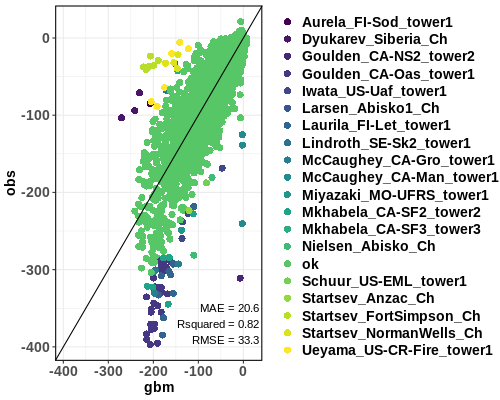 Aurela_FI-Sod_tower1
Dyukarev_Siberia_Ch
Goulden_CA-NS2_tower2
Goulden_CA-Oas_tower1
Iwata_US-Uaf_tower1
Larsen_Abisko1_Ch
Laurila_FI-Let_tower1
Lindroth_SE-Sk2_tower1
McCaughey_CA-Gro_tower1
McCaughey_CA-Man_tower1
Miyazaki_MO-UFRS_tower1
Mkhabela_CA-SF2_tower2
Mkhabela_CA-SF3_tower3
Nielsen_Abisko_Ch
ok
Schuur_US-EML_tower1
Startsev_Anzac_Ch
Startsev_FortSimpson_Ch
Startsev_NormanWells_Ch
Ueyama_US-CR-Fire_tower1
0
-100
-200
-300
-400
obs
MAE = 20.6
Rsquared = 0.82
RMSE = 33.3
-400 -300 -200 -100 0
gbm